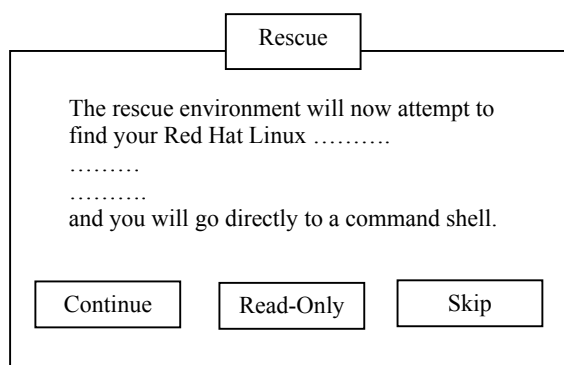 Rescue
The rescue environment will now attempt to
find your Red Hat Linux ……….
………
……….
and you will go directly to a command shell.
Continue
Read-Only
Skip